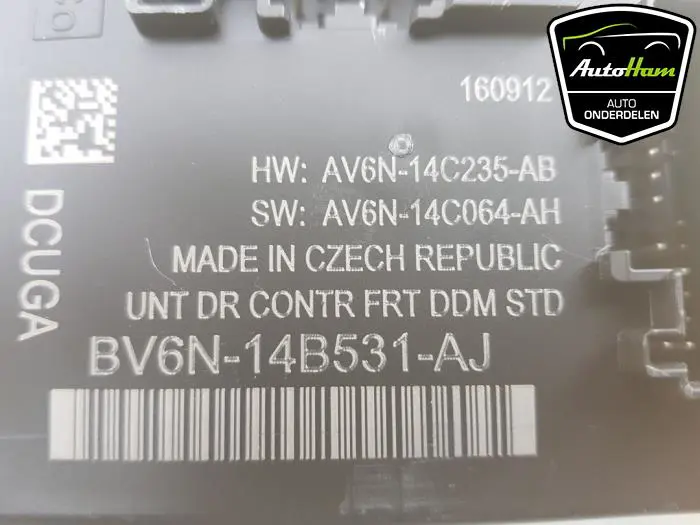 160912
HW: AV6N-14C235-AB
SW: AV6N-14C064-AH
MADE IN CZECH REPUBLIC
UNT DR CONTR FRT DDM STD
BV6N-14B531-AJ
DCUGA
AutoHam
AUTO
ONDERDELEN